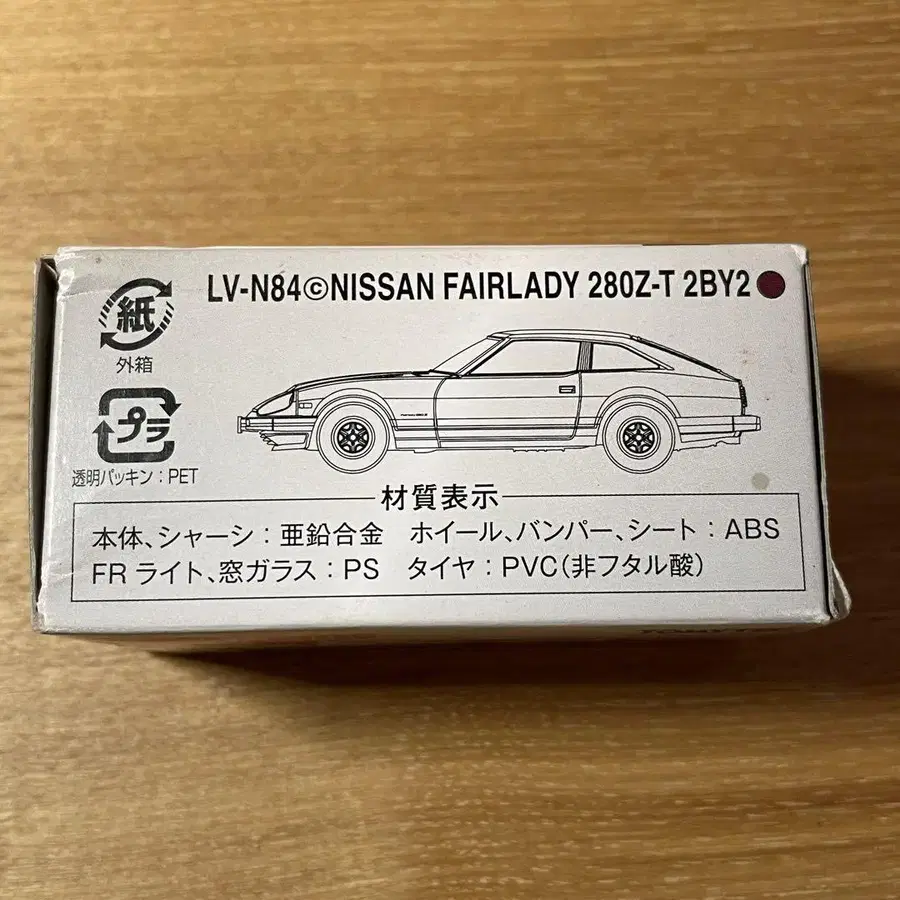 LV-N84©NISSAN FAIRLADY 280Z-T 2BY2
紙
外箱
プラ
透明パッキン：PET
材質表示
本体、シャーシ：亜鉛合金　ホイール、バンパー、シート：ABS
FR ライト、窓ガラス：PS　タイヤ：PVC（非フタル酸）